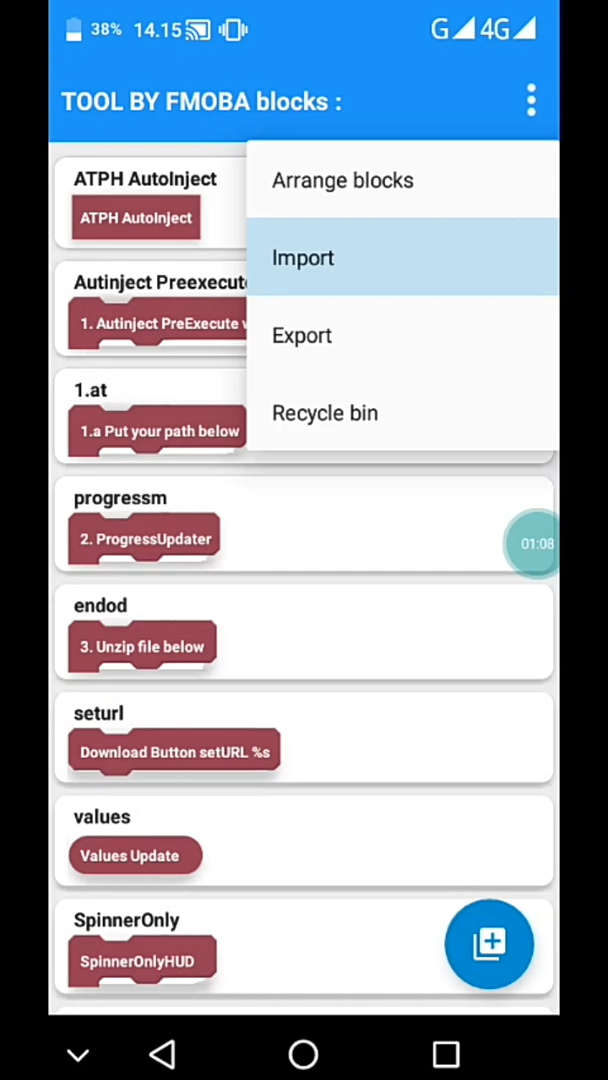 38% 14.15 G 4G
TOOL BY FMOBA blocks :
ATPH AutoInject
ATPH AutoInject
Arrange blocks
Import
Autinject Preexecut
1. Autinject PreExecute
Export
1.at
Recycle bin
1.a Put your path below
progressm
2. ProgressUpdater
01:08
endod
3. Unzip file below
seturl
Download Button setURL %s
values
Values Update
SpinnerOnly
SpinnerOnlyHUD